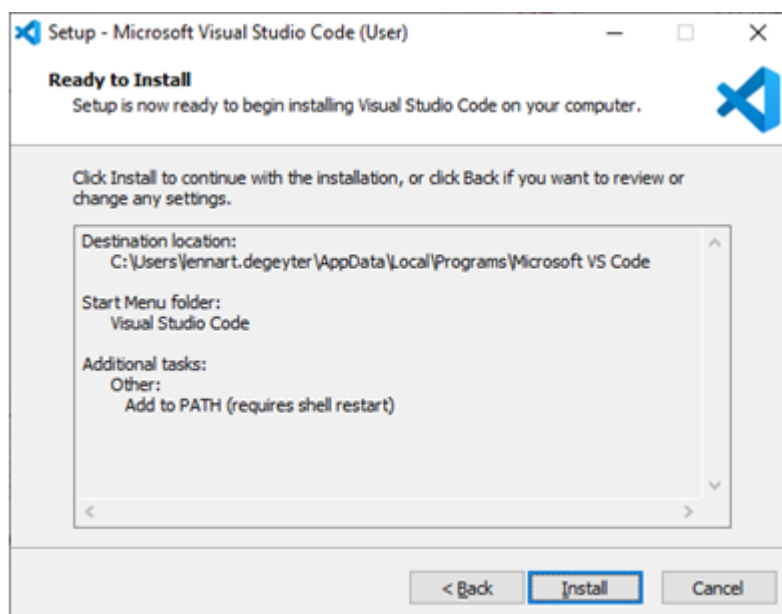 Setup - Microsoft Visual Studio Code (User)
Ready to Install
Setup is now ready to begin installing Visual Studio Code on your computer.
Click Install to continue with the installation, or click Back if you want to review or
change any settings.
Destination location:
C:\Users\lennart.degeyter\AppData\Local\Programs\Microsoft VS Code
Start Menu folder:
Visual Studio Code
Additional tasks:
Other:
Add to PATH (requires shell restart)
< Back
Install
Cancel